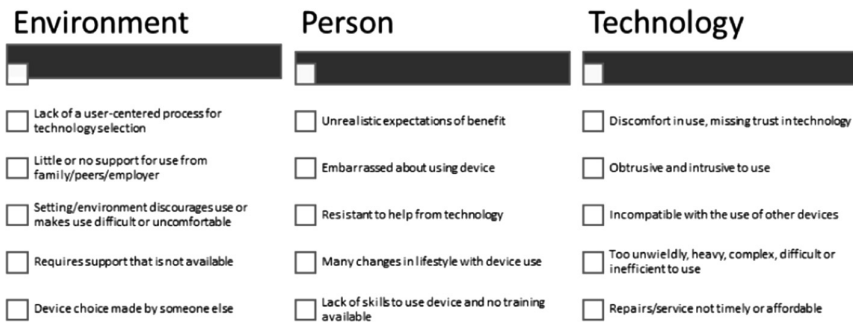 Environment
Lack of a user-centered process for
technology selection
Little or no support for use from
family/peers/employer
Setting/environment discourages use or
makes use difficult or uncomfortable
Requires support that is not available
Device choice made by someone else
Person
Unrealistic expectations of benefit
Embarrassed about using device
Resistant to help from technology
Many changes in lifestyle with device use
Lack of skills to use device and no training
available
Technology
Discomfort in use, missing trust in technology
Obtrusive and intrusive to use
Incompatible with the use of other devices
Too unwieldly, heavy, complex, difficult or
inefficient to use
Repairs/service not timely or affordable